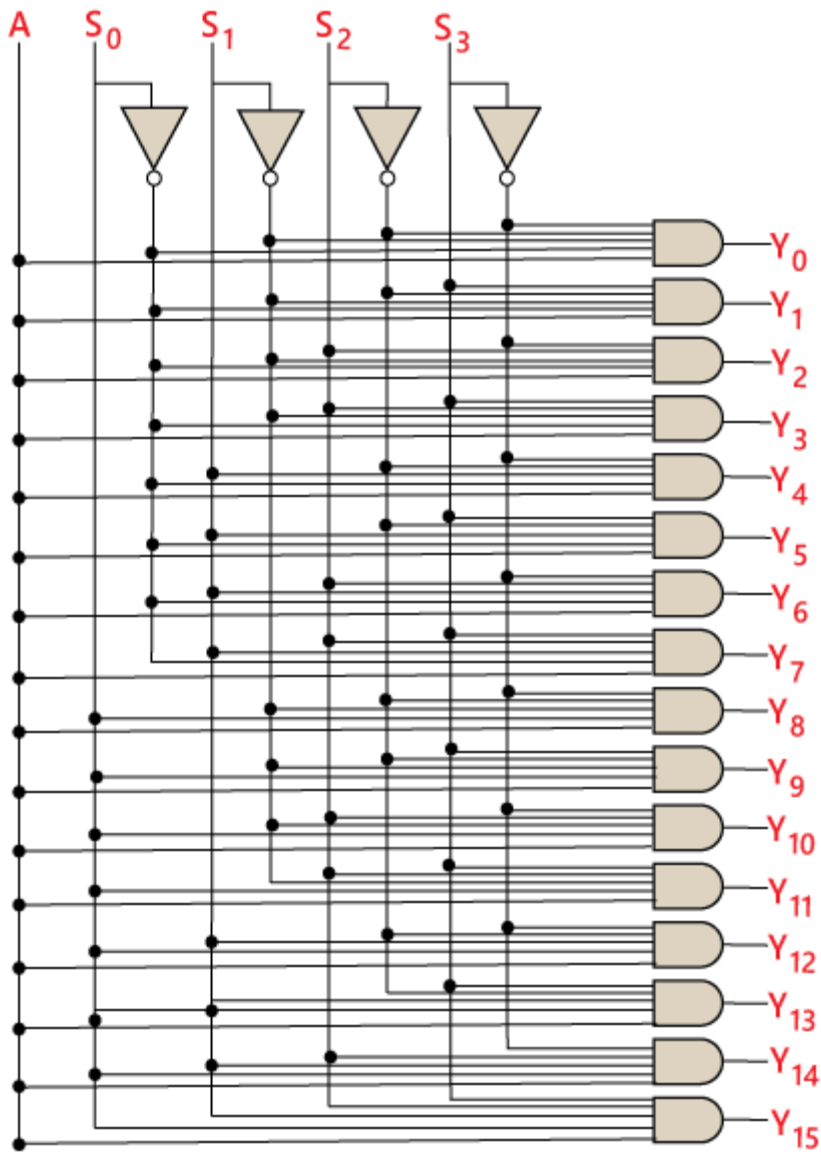 A S₀ S₁ S₂ S₃
Y₀
Y₁
Y₂
Y₃
Y₄
Y₅
Y₆
Y₇
Y₈
Y₉
Y₁₀
Y₁₁
Y₁₂
Y₁₃
Y₁₄
Y₁₅